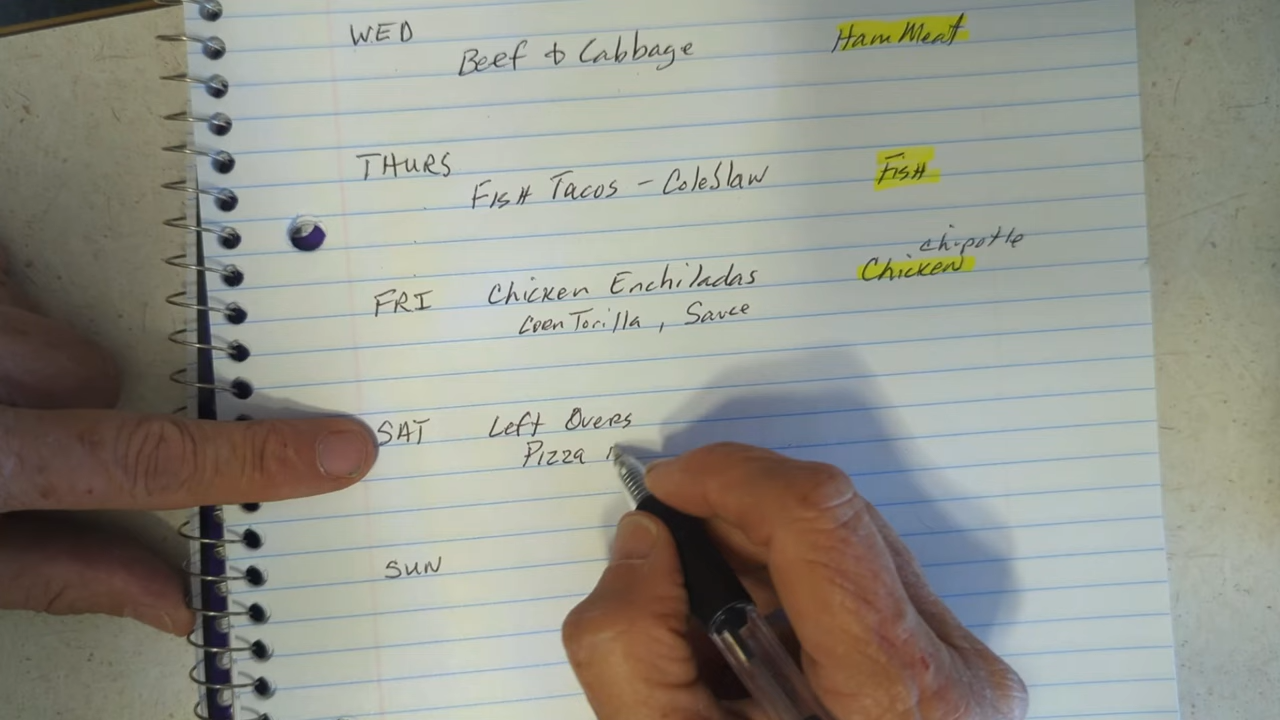 WED
Beef & Cabbage
Ham Meat
THURS
Fish Tacos - Coleslaw
Fish
chipotle
FRI
Chicken Enchiladas
Chicken
Corn Torilla, Sauce
SAT
Left Overs
Pizza
SUN